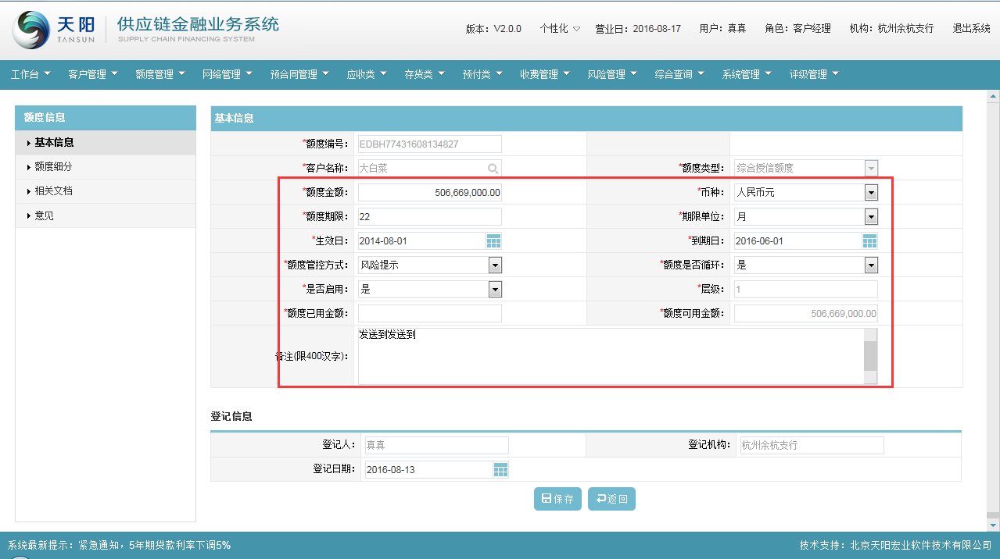 天阳 TANSUN 供应链金融业务系统 SUPPLY CHAIN FINANCING SYSTEM
版本：V2.0.0 个性化 营业日：2016-08-17 用户：真真 角色：客户经理 机构：杭州余杭支行 退出系统
工作台 客户管理 额度管理 网络管理 预合同管理 应收类 存货类 预付类 收费管理 风险管理 综合查询 系统管理 评级管理
额度信息
基本信息
额度细分
相关文档
意见
基本信息
*额度编号： EDBH77431608134827
*客户名称： 大白菜 *额度类型： 综合授信额度
*额度金额： 506,669,000.00 *币种： 人民币元
*额度期限： 22 *期限单位： 月
*生效日： 2014-08-01 *到期日： 2016-06-01
*额度管控方式： 风险提示 *额度是否循环： 是
*是否启用： 是 *层级： 1
*额度已用金额： *额度可用金额： 506,669,000.00
备注(限400汉字)： 发送到发送到
登记信息
登记人： 真真 登记机构： 杭州余杭支行
登记日期： 2016-08-13
保存 返回
系统最新提示：紧急通知，5年期贷款利率下调5% 技术支持：北京天阳宏业软件技术有限公司